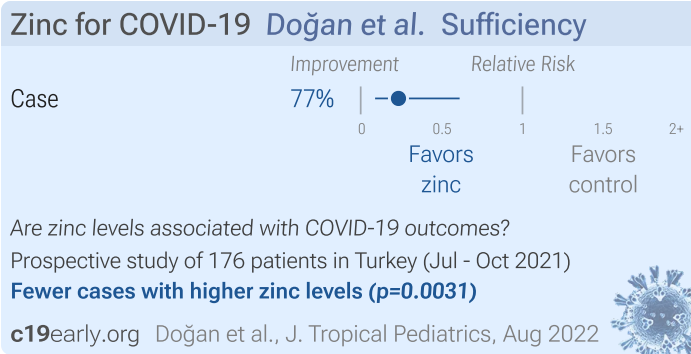 Zinc for COVID-19 Doğan et al. Sufficiency
Improvement Relative Risk
Case 77%
0 0.5 1 1.5 2+
Favors zinc Favors control
Are zinc levels associated with COVID-19 outcomes?
Prospective study of 176 patients in Turkey (Jul - Oct 2021)
Fewer cases with higher zinc levels (p=0.0031)
c19early.org Doğan et al., J. Tropical Pediatrics, Aug 2022